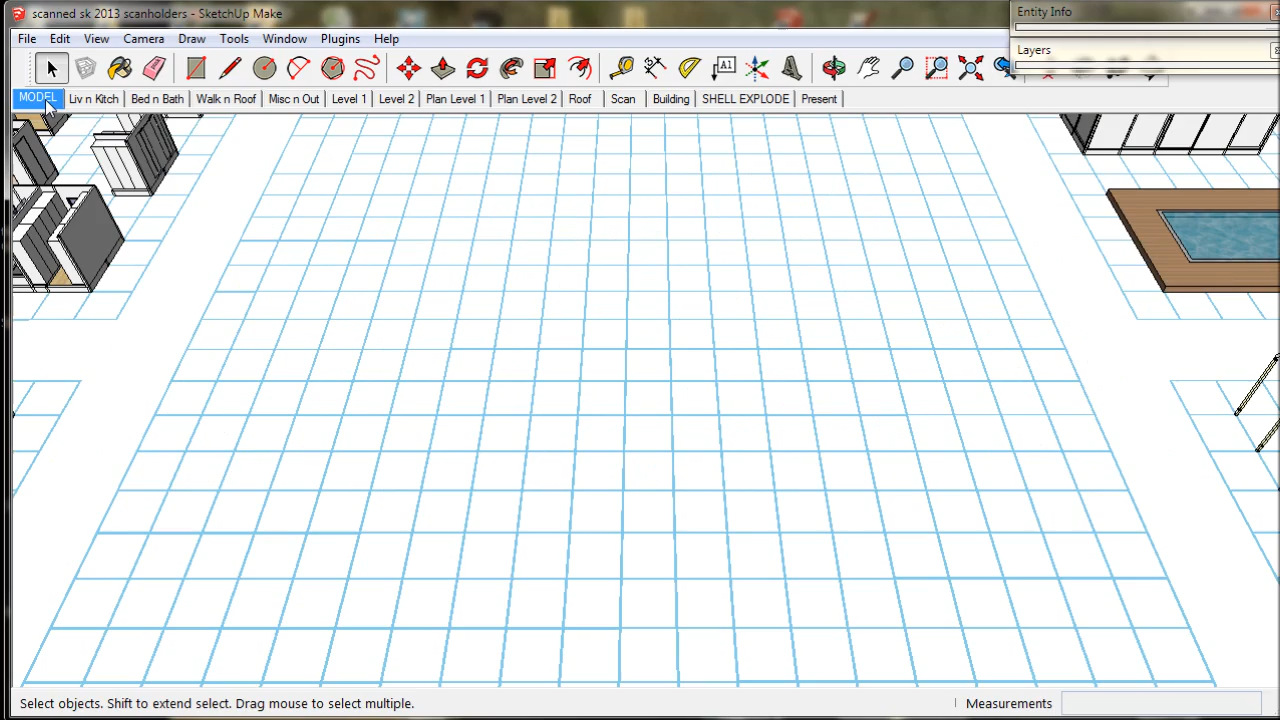 scanned sk 2013 scanholders - SketchUp Make
Entity Info
File Edit View Camera Draw Tools Window Plugins Help
Layers
A1
MODEL Liv n Kitch Bed n Bath Walk n Roof Misc n Out Level 1 Level 2 Plan Level 1 Plan Level 2 Roof Scan Building SHELL EXPLODE Present
Select objects. Shift to extend select. Drag mouse to select multiple. Measurements